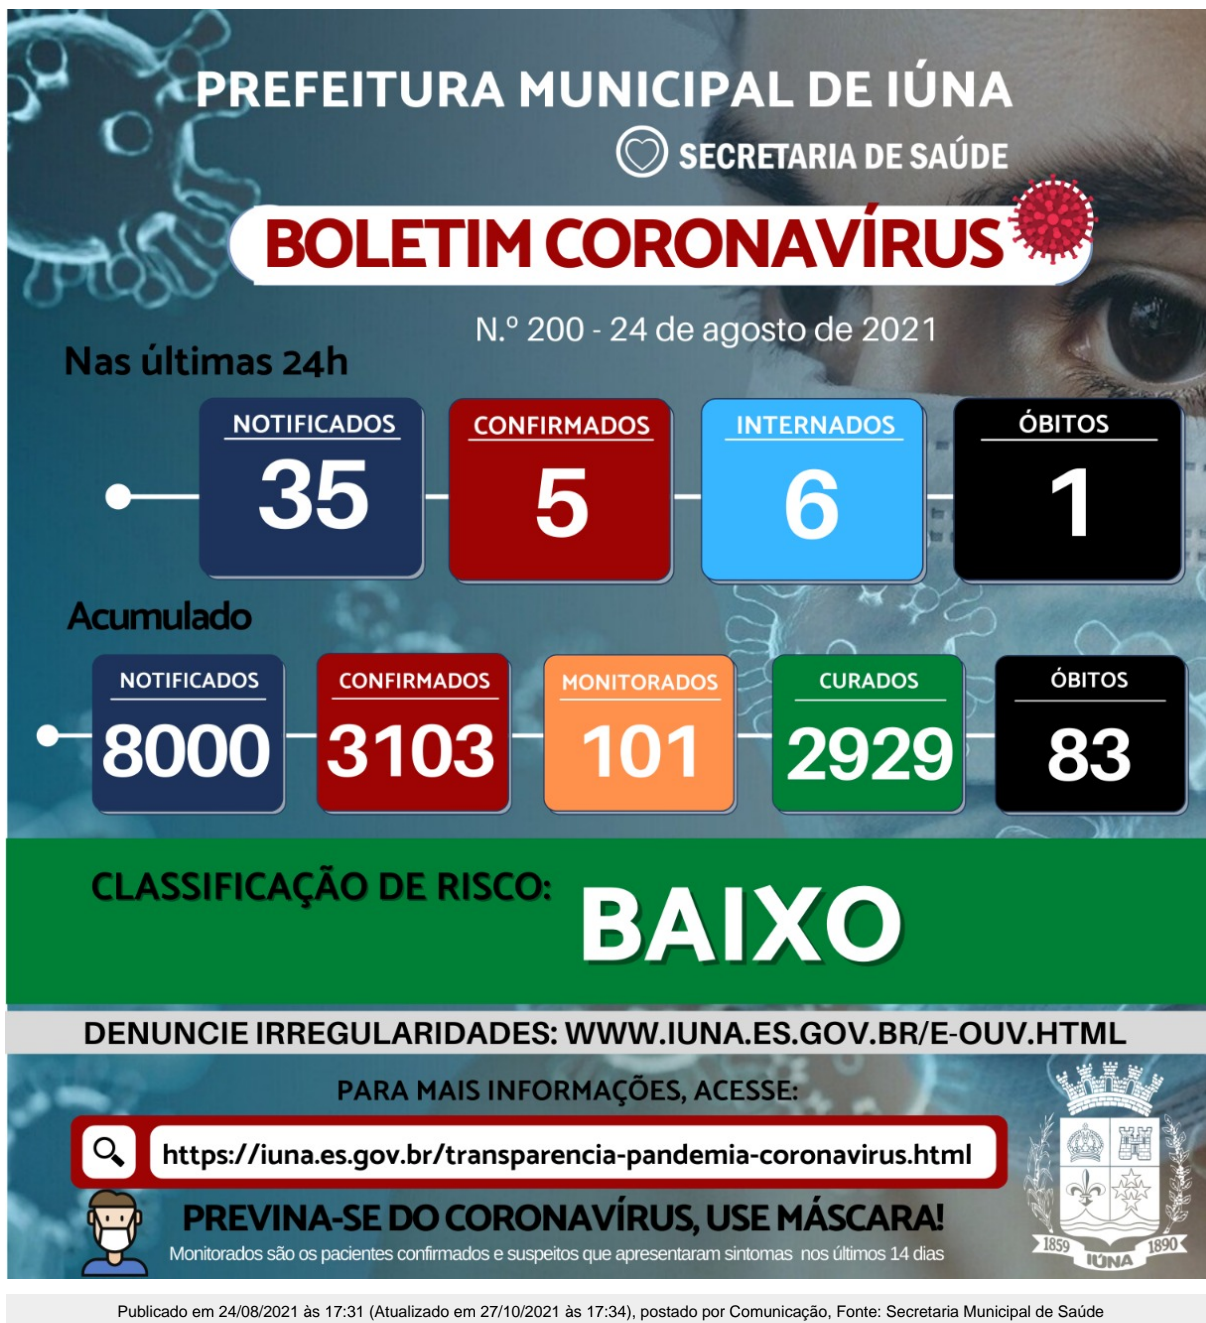 PREFEITURA MUNICIPAL DE IÚNA
SECRETARIA DE SAÚDE
BOLETIM CORONAVÍRUS
N.º 200 - 24 de agosto de 2021
Nas últimas 24h
NOTIFICADOS
35
CONFIRMADOS
5
INTERNADOS
6
ÓBITOS
1
Acumulado
NOTIFICADOS
8000
CONFIRMADOS
3103
MONITORADOS
101
CURADOS
2929
ÓBITOS
83
CLASSIFICAÇÃO DE RISCO:
BAIXO
DENUNCIE IRREGULARIDADES: WWW.IUNA.ES.GOV.BR/E-OUV.HTML
PARA MAIS INFORMAÇÕES, ACESSE:
https://iuna.es.gov.br/transparencia-pandemia-coronavirus.html
PREVINA-SE DO CORONAVÍRUS, USE MÁSCARA!
Monitorados são os pacientes confirmados e suspeitos que apresentaram sintomas nos últimos 14 dias
1859 IÚNA 1890
Publicado em 24/08/2021 às 17:31 (Atualizado em 27/10/2021 às 17:34), postado por Comunicação, Fonte: Secretaria Municipal de Saúde